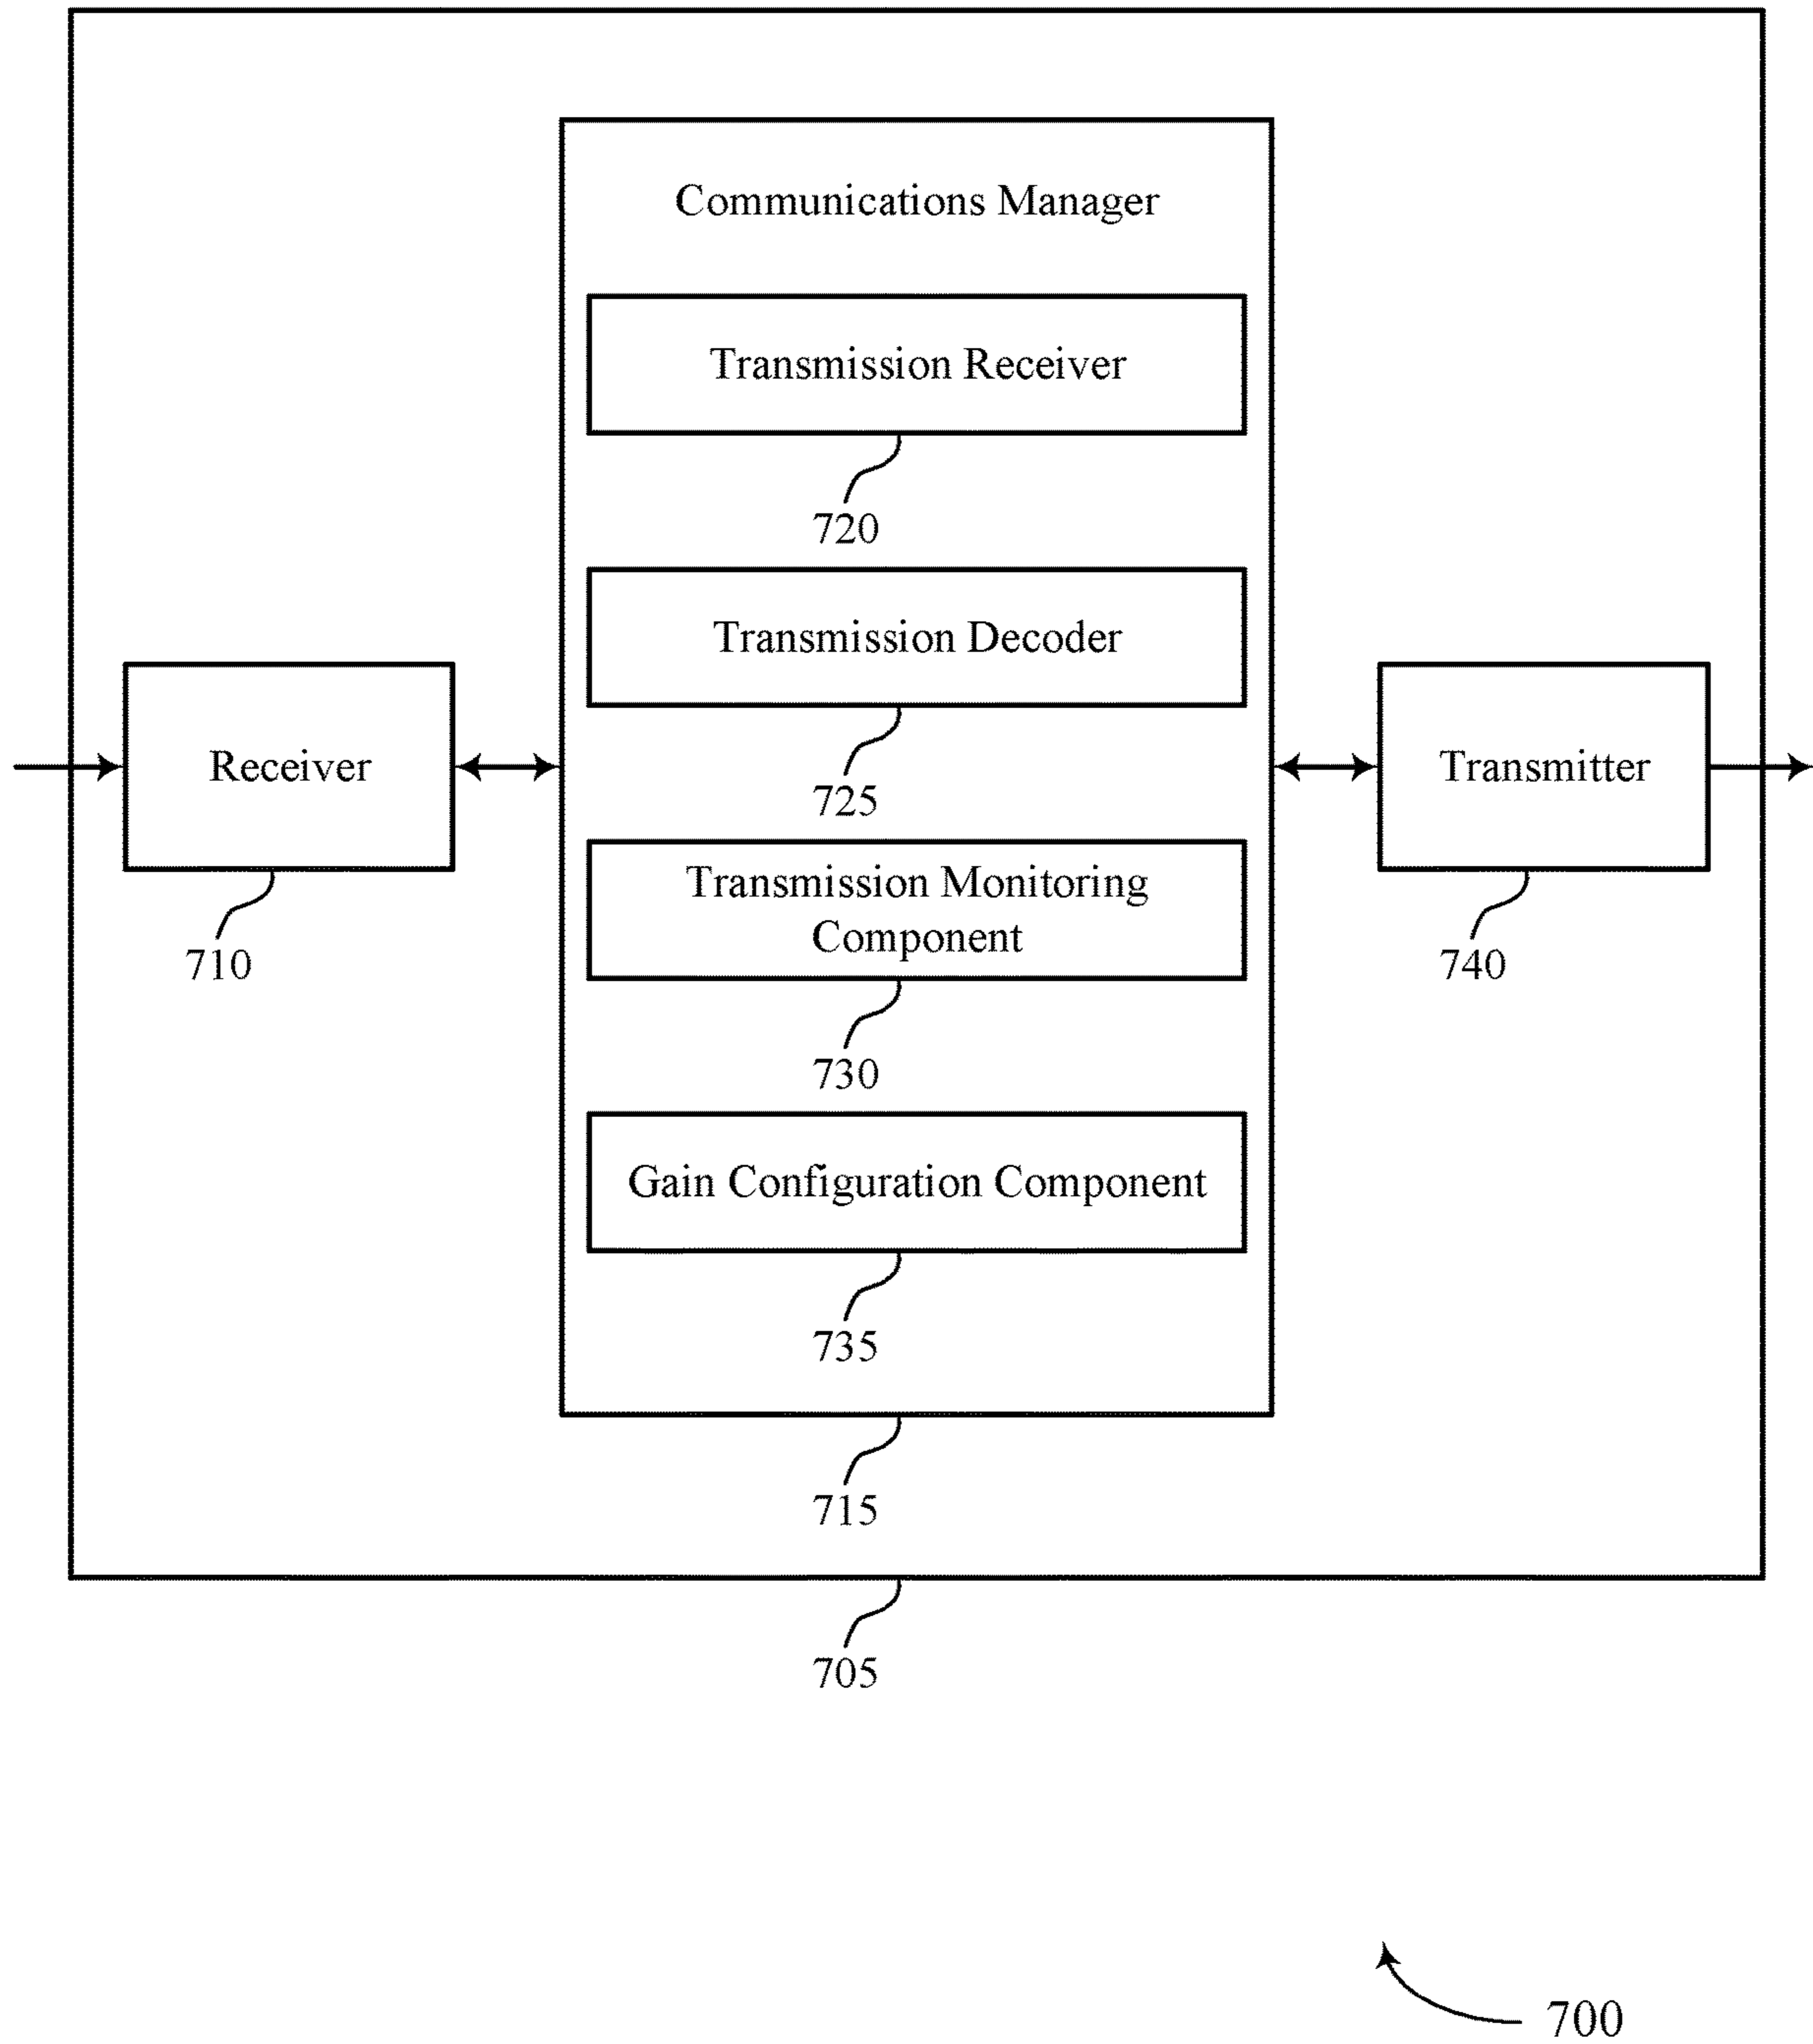 Communications Manager
Transmission Receiver
720
Transmission Decoder
725
Receiver
710
Transmitter
740
Transmission Monitoring
Component
730
Gain Configuration Component
735
715
705
700